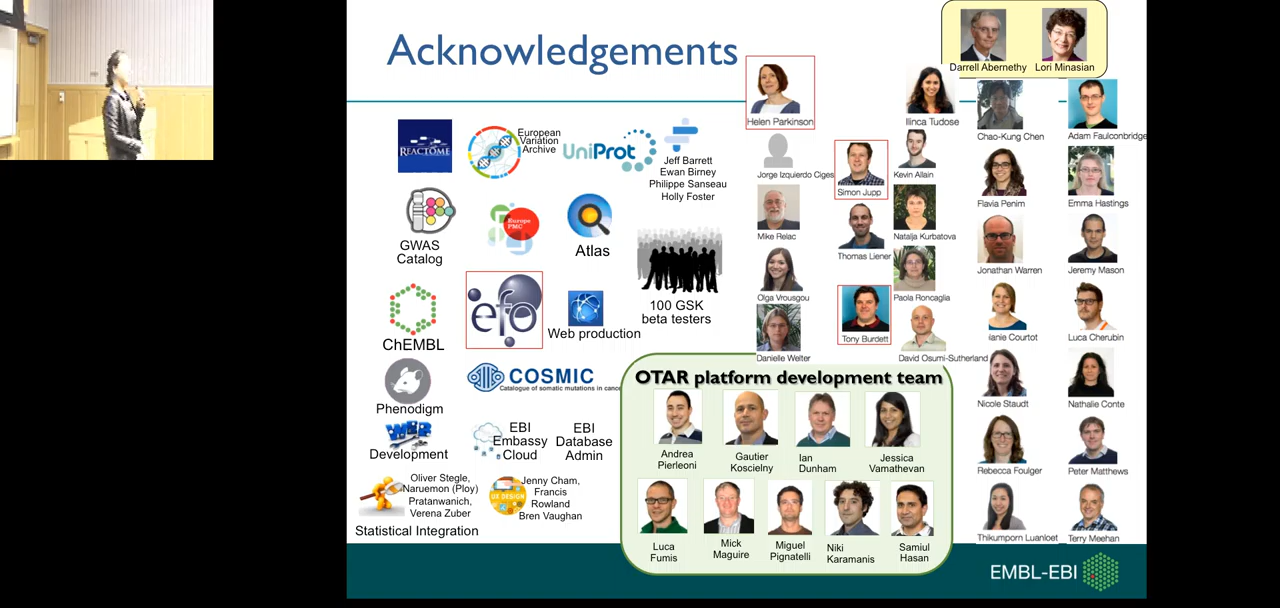 Acknowledgements
REACTOME
European
Variation
Archive
UniProt
Jeff Barrett
Ewan Birney
Philippe Sanseau
Holly Foster
GWAS
Catalog
Europe
PMC
Atlas
100 GSK
beta testers
ChEMBL
efo
Web production
Phenodigm
COSMIC
Catalogue of somatic mutations in cance
WEB
Development
EBI
Embassy
Cloud
EBI
Database
Admin
Oliver Stegle,
Naruemon (Ploy)
Pratanwanich,
Verena Zuber
Statistical Integration
UX DESIGN
Jenny Cham,
Francis
Rowland
Bren Vaughan
Helen Parkinson
Jorge Izquierdo Ciges
Mike Relac
Olga Vrousgou
Danielle Welter
Simon Jupp
Thomas Liener
Tony Burdett
Ilinca Tudose
Kevin Allain
Natalja Kurbatova
Paola Roncaglia
David Osumi-Sutherland
Darrell Abernethy
Lori Minasian
Chao-Kung Chen
Flavia Penim
Jonathan Warren
lanie Courtot
Nicole Staudt
Rebecca Foulger
Thikumporn Luanloet
Adam Faulconbridge
Emma Hastings
Jeremy Mason
Luca Cherubin
Nathalie Conte
Peter Matthews
Terry Meehan
OTAR platform development team
Andrea
Pierleoni
Gautier
Koscielny
Ian
Dunham
Jessica
Vamathevan
Luca
Fumis
Mick
Maguire
Miguel
Pignatelli
Niki
Karamanis
Samiul
Hasan
EMBL-EBI